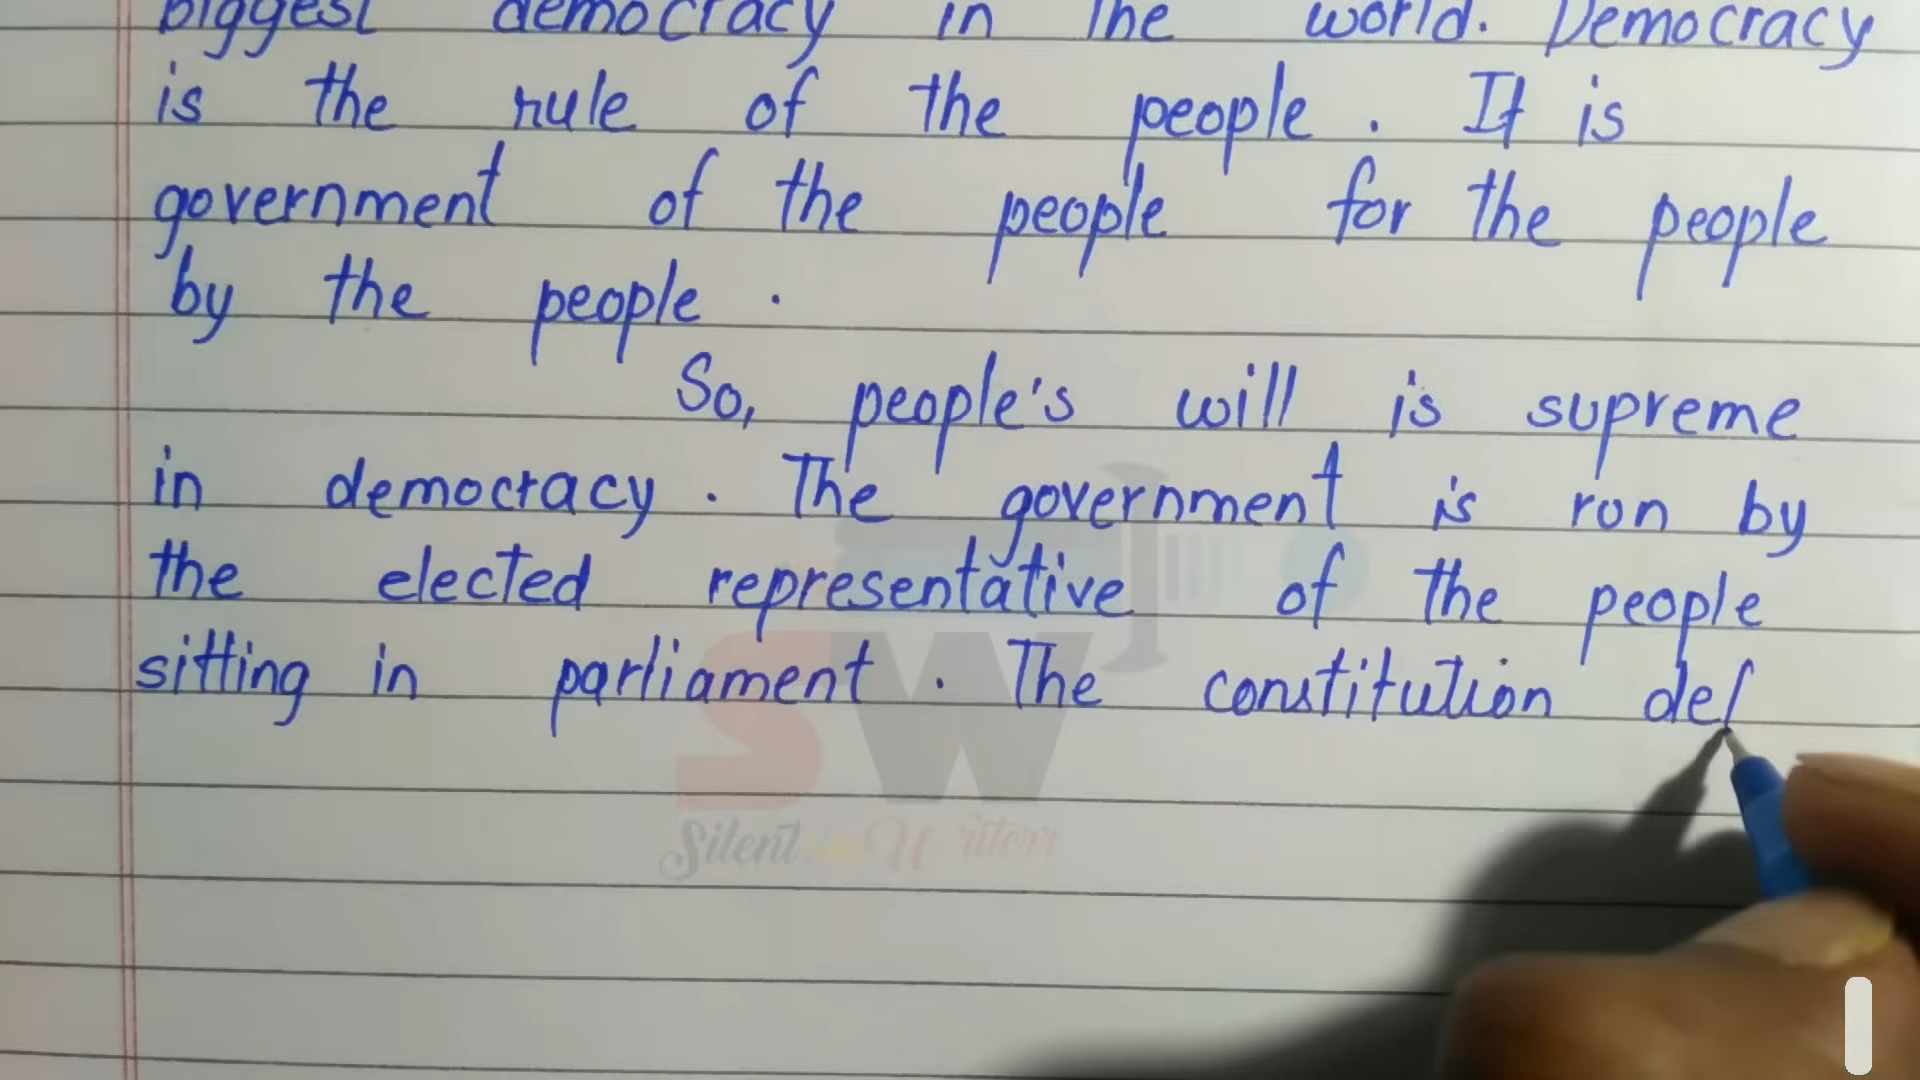 biggest democracy in the world. Democracy
is the rule of the people. It is
government of the people for the people
by the people.
So, people's will is supreme
in democracy. The government is run by
the elected representative of the people
sitting in parliament. The constitution def
SW
Silent Writerr